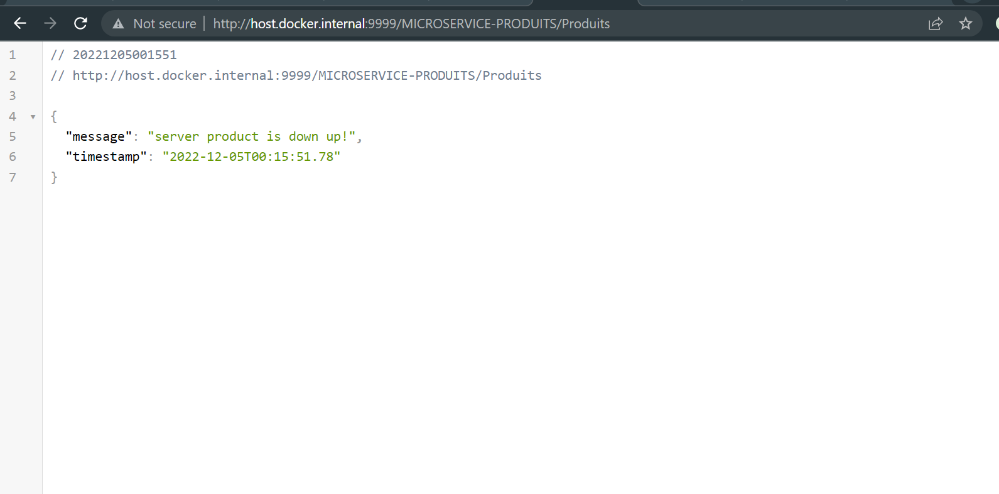 Not secure | http://host.docker.internal:9999/MICROSERVICE-PRODUITS/Produits
1 // 20221205001551
2 // http://host.docker.internal:9999/MICROSERVICE-PRODUITS/Produits
3
4 {
5 "message": "server product is down up!",
6 "timestamp": "2022-12-05T00:15:51.78"
7 }